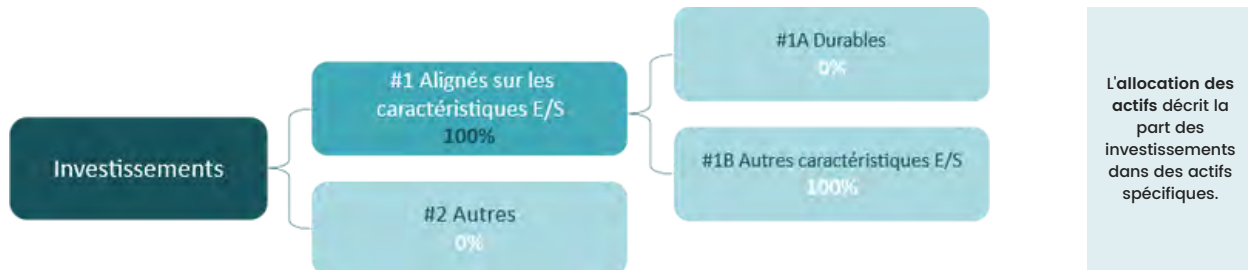 Investissements
#1 Alignés sur les
caractéristiques E/S
100%
#2 Autres
0%
#1A Durables
0%
#1B Autres caractéristiques E/S
100%
L'allocation des
actifs décrit la
part des
investissements
dans des actifs
spécifiques.